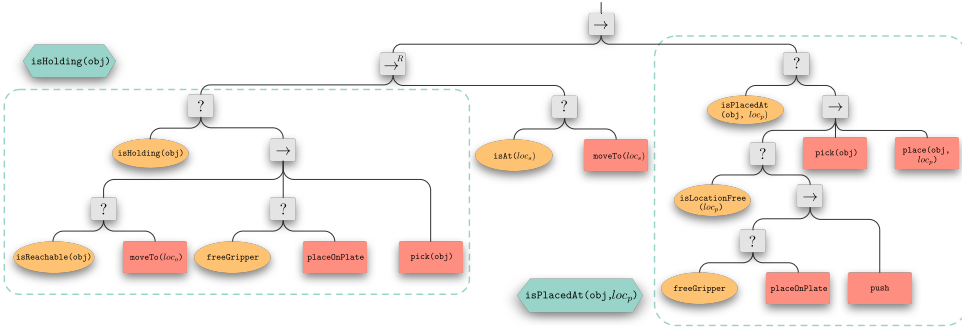 →
isHolding(obj)
→R
?
?
?
isPlacedAt
(obj, locp)
→
isHolding(obj)
→
isAt(locs)
moveTo(locs)
?
pick(obj)
place(obj,
locp)
?
?
isLocationFree
(locp)
→
isReachable(obj)
moveTo(loco)
freeGripper
placeOnPlate
pick(obj)
?
isPlacedAt(obj,locp)
freeGripper
placeOnPlate
push